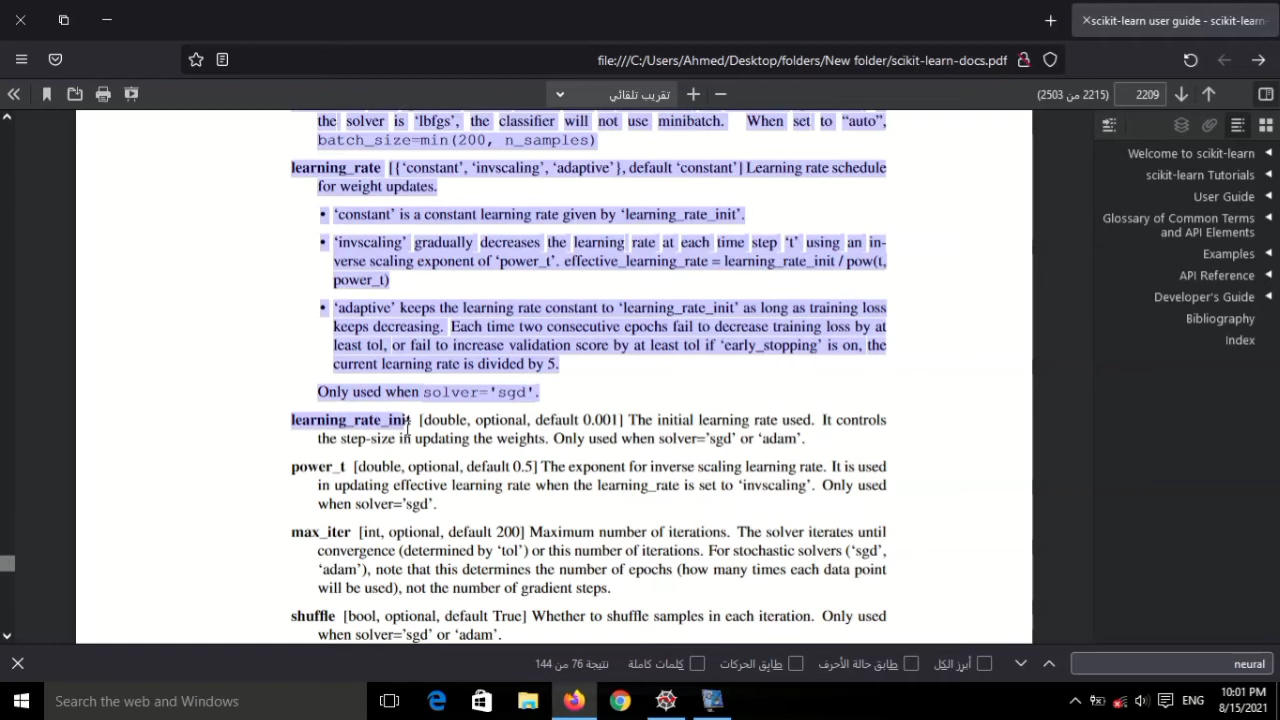 scikit-learn user guide - scikit-learn-
file:///C:/Users/Ahmed/Desktop/folders/New folder/scikit-learn-docs.pdf
تقريب تلقائي
(2215 من 2503)
2209
the solver is ‘lbfgs’, the classifier will not use minibatch. When set to “auto”,
batch_size=min(200, n_samples)
learning_rate [{‘constant’, ‘invscaling’, ‘adaptive’}, default ‘constant’] Learning rate schedule
for weight updates.
• ‘constant’ is a constant learning rate given by ‘learning_rate_init’.
• ‘invscaling’ gradually decreases the learning rate at each time step ‘t’ using an in-
verse scaling exponent of ‘power_t’. effective_learning_rate = learning_rate_init / pow(t,
power_t)
• ‘adaptive’ keeps the learning rate constant to ‘learning_rate_init’ as long as training loss
keeps decreasing. Each time two consecutive epochs fail to decrease training loss by at
least tol, or fail to increase validation score by at least tol if ‘early_stopping’ is on, the
current learning rate is divided by 5.
Only used when solver='sgd'.
learning_rate_init [double, optional, default 0.001] The initial learning rate used. It controls
the step-size in updating the weights. Only used when solver=’sgd’ or ‘adam’.
power_t [double, optional, default 0.5] The exponent for inverse scaling learning rate. It is used
in updating effective learning rate when the learning_rate is set to ‘invscaling’. Only used
when solver=’sgd’.
max_iter [int, optional, default 200] Maximum number of iterations. The solver iterates until
convergence (determined by ‘tol’) or this number of iterations. For stochastic solvers (‘sgd’,
‘adam’), note that this determines the number of epochs (how many times each data point
will be used), not the number of gradient steps.
shuffle [bool, optional, default True] Whether to shuffle samples in each iteration. Only used
when solver=’sgd’ or ‘adam’.
Welcome to scikit-learn
scikit-learn Tutorials
User Guide
Glossary of Common Terms
and API Elements
Examples
API Reference
Developer's Guide
Bibliography
Index
neural
أبرز الكل
طابق حالة الأحرف
طابق الحركات
كلمات كاملة
نتيجة 76 من 144
Search the web and Windows
ENG
10:01 PM
8/15/2021